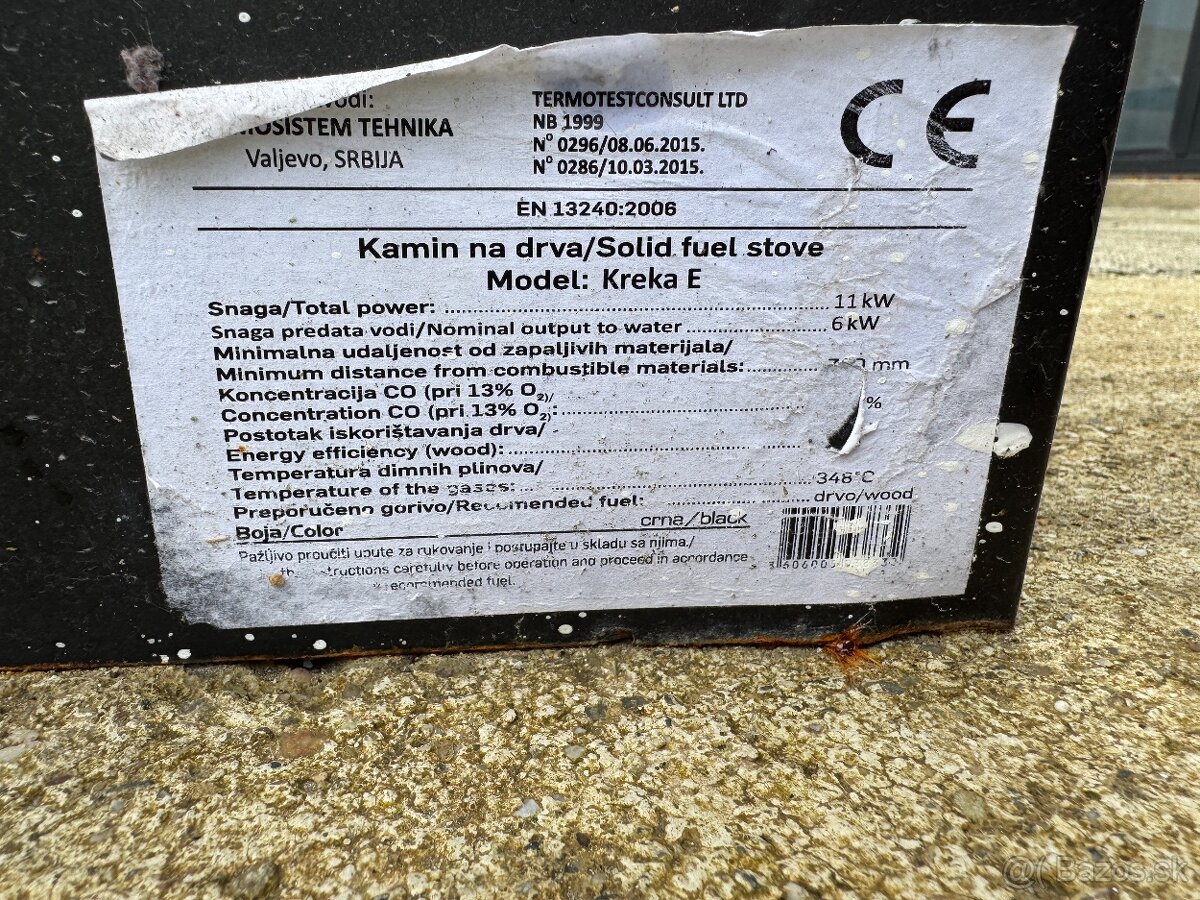 vodi:
MOSISTEM TEHNIKA
Valjevo, SRBIJA
TERMOTESTCONSULT LTD
NB 1999
N° 0296/08.06.2015.
N° 0286/10.03.2015.
CE
EN 13240:2006
Kamin na drva/Solid fuel stove
Model: Kreka E
Snaga/Total power: 11 kW
Snaga predata vodi/Nominal output to water 6 kW
Minimalna udaljenost od zapaljivih materijala/
Minimum distance from combustible materials: mm
Koncentracija CO (pri 13% O₂)/
Concentration CO (pri 13% O₂): %
Postotak iskorištavanja drva/
Energy efficiency (wood):
Temperatura dimnih plinova/
Temperature of the gases: 348°C
Preporučeno gorivo/Recomended fuel: drvo/wood
Boja/Color crna/black
Pažljivo proučiti upute za rukovanje i postupajte u skladu sa njima./
carefully before operation and proceed in accordance
fuel.
Bazos.sk